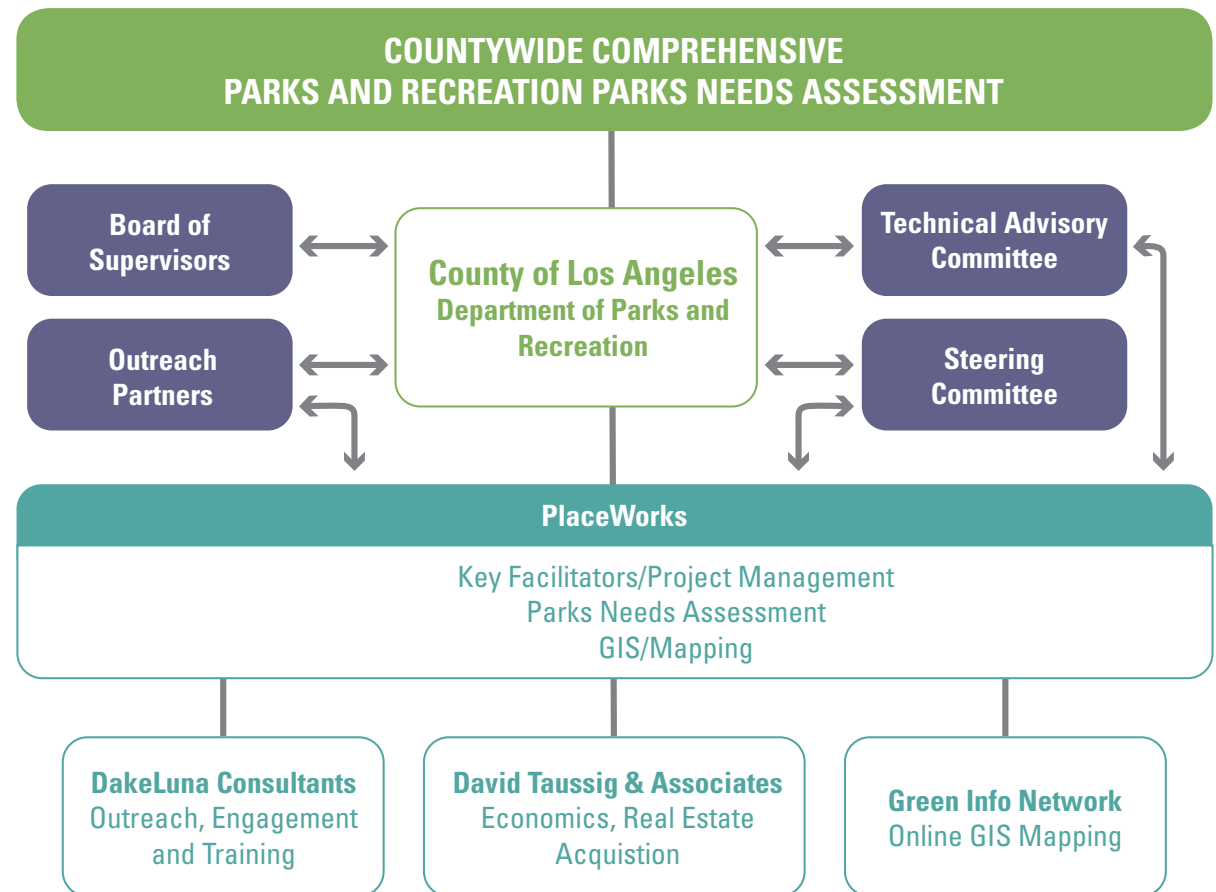 COUNTYWIDE COMPREHENSIVE
PARKS AND RECREATION PARKS NEEDS ASSESSMENT
Board of
Supervisors
Outreach
Partners
County of Los Angeles
Department of Parks and
Recreation
Technical Advisory
Committee
Steering
Committee
PlaceWorks
Key Facilitators/Project Management
Parks Needs Assessment
GIS/Mapping
DakeLuna Consultants
Outreach, Engagement
and Training
David Taussig & Associates
Economics, Real Estate
Acquistion
Green Info Network
Online GIS Mapping